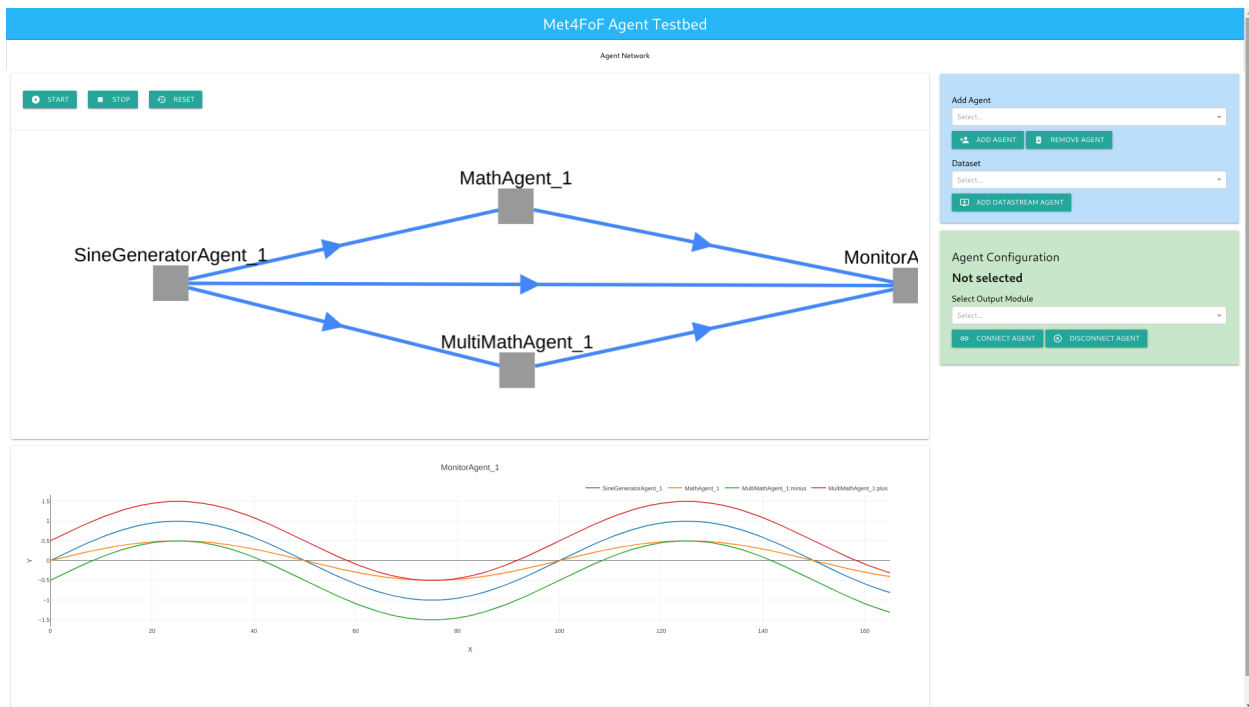 Met4FoF Agent Testbed
Agent Network
START STOP RESET
MathAgent_1
SineGeneratorAgent_1
MonitorA
MultiMathAgent_1
Add Agent
Select...
ADD AGENT REMOVE AGENT
Dataset
Select...
ADD DATASTREAM AGENT
Agent Configuration
Not selected
Select Output Module
Select...
CONNECT AGENT DISCONNECT AGENT
MonitorAgent_1
SineGeneratorAgent_1 MathAgent_1 MultiMathAgent_1:minus MultiMathAgent_1:plus
1.5
1
0.5
0
−0.5
−1
−1.5
Y
0 20 40 60 80 100 120 140 160
X